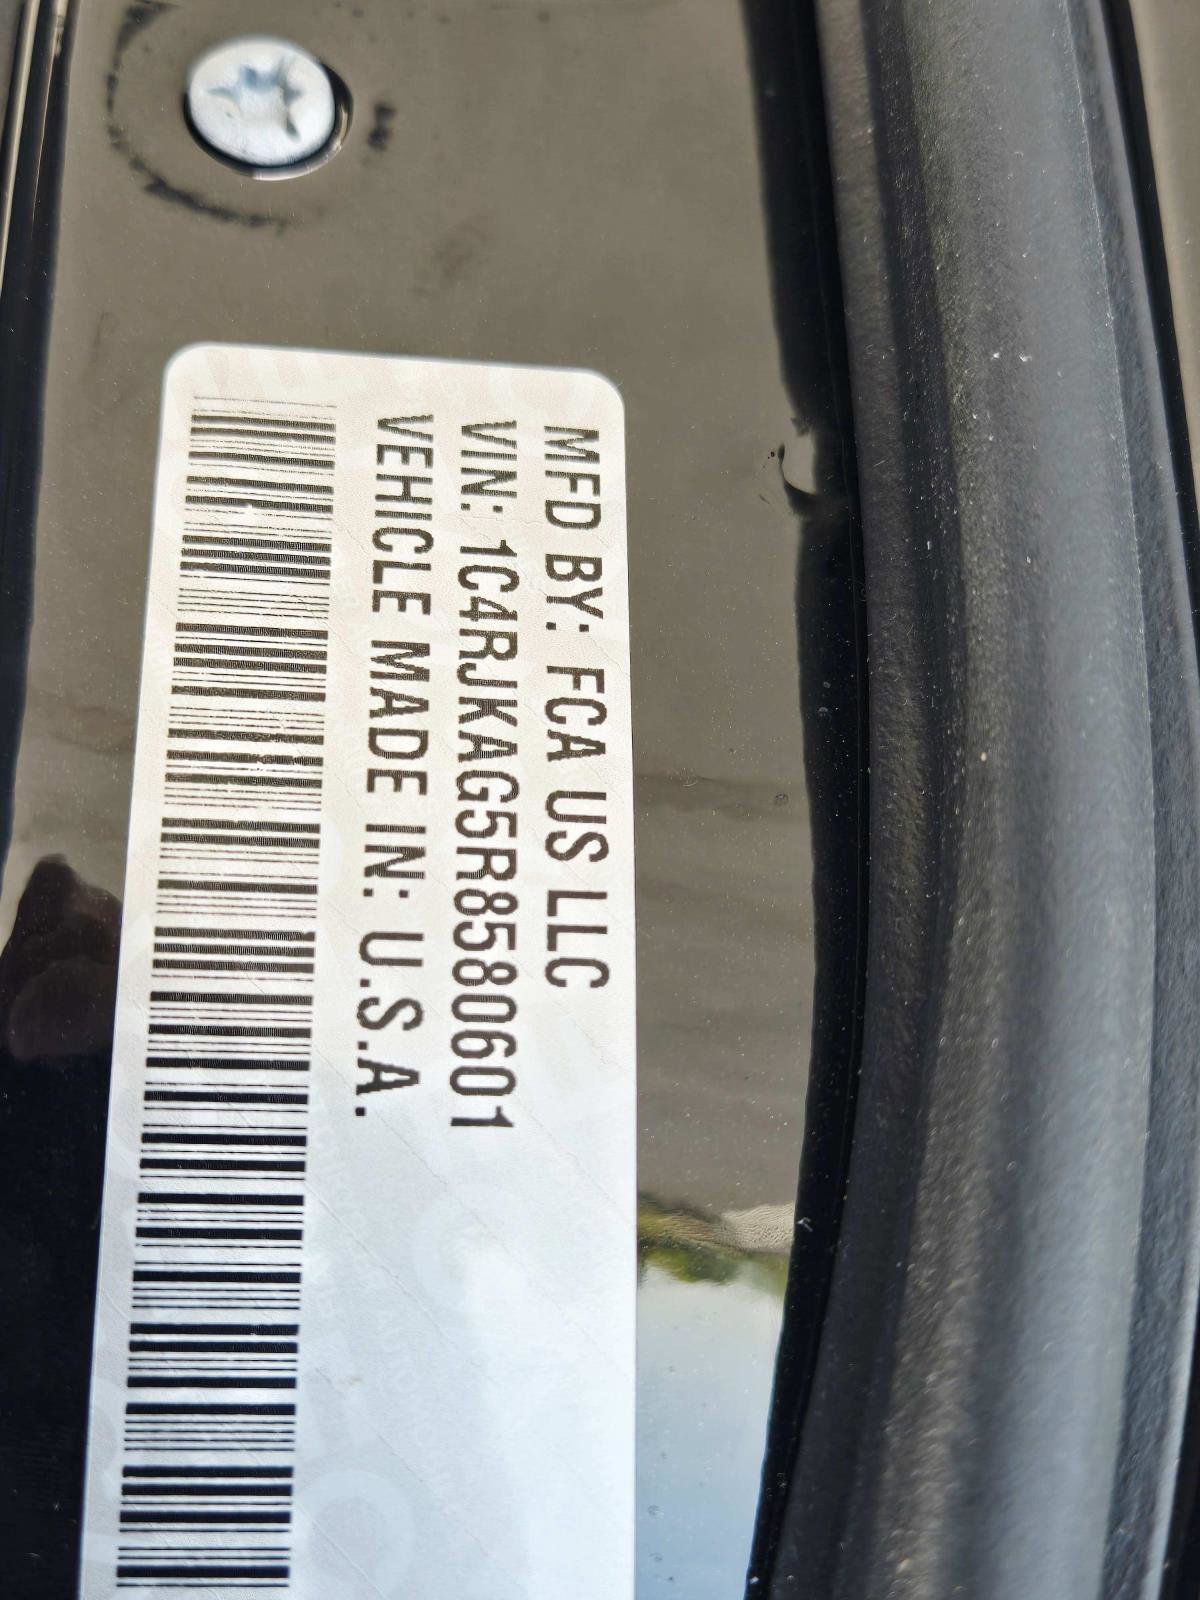 MFD BY: FCA US LLC
VIN: 1C4RJKAG5R8580601
VEHICLE MADE IN: U.S.A.